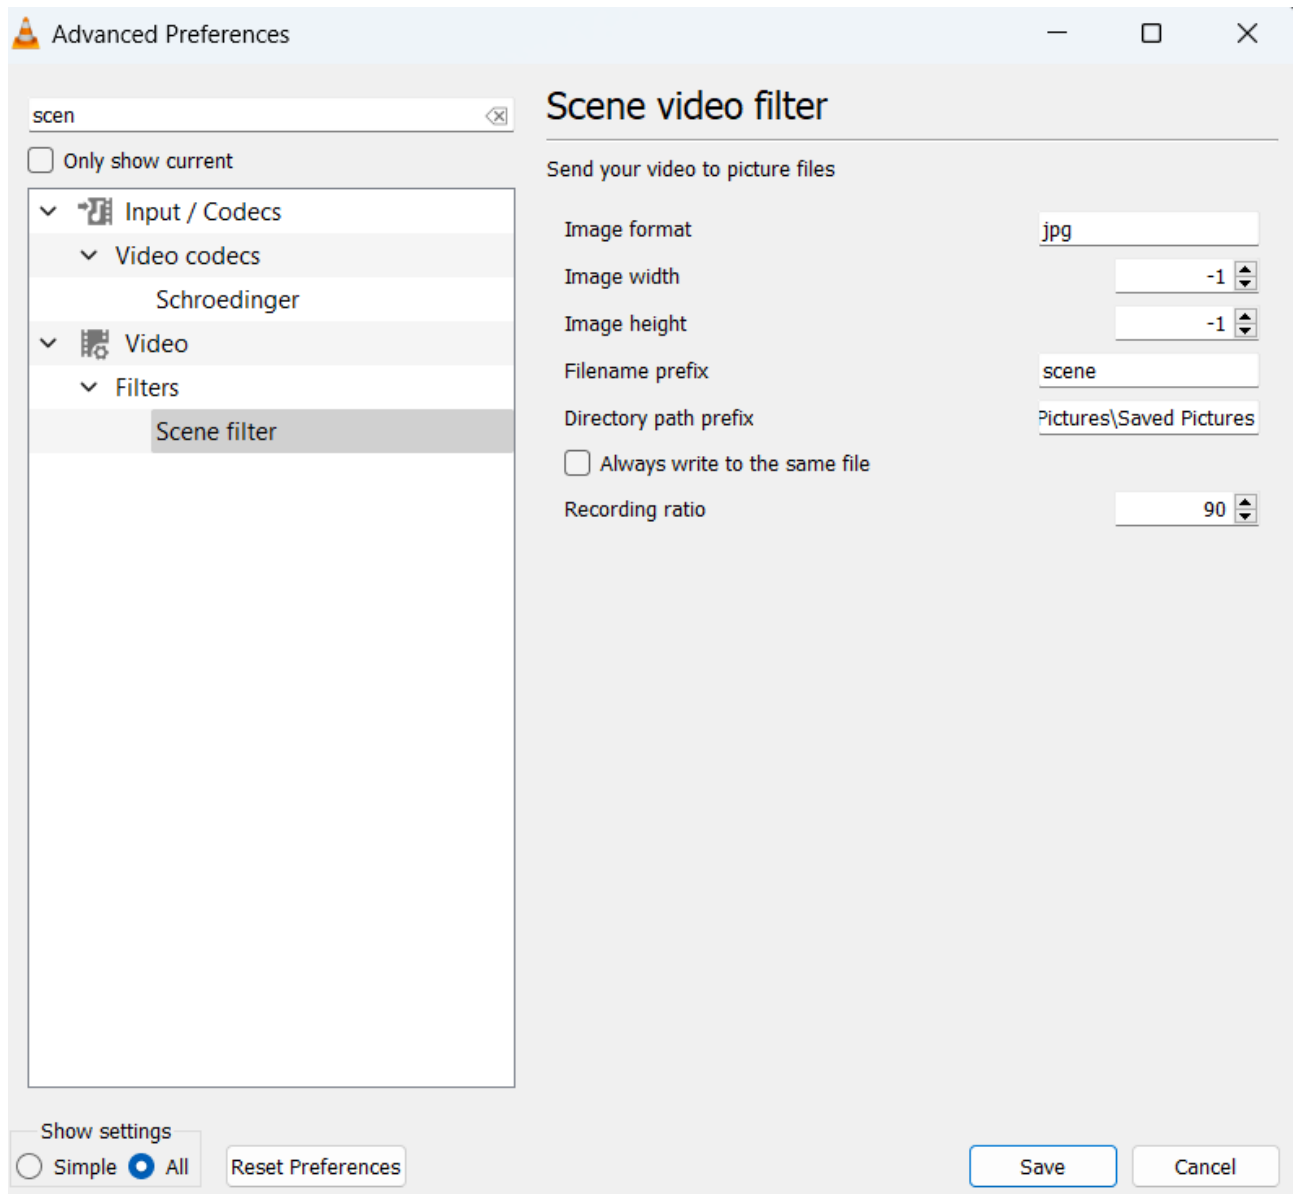 Advanced Preferences
scen
Only show current
Input / Codecs
Video codecs
Schroedinger
Video
Filters
Scene filter
Scene video filter
Send your video to picture files
Image format jpg
Image width -1
Image height -1
Filename prefix scene
Directory path prefix Pictures\Saved Pictures
Always write to the same file
Recording ratio 90
Show settings
Simple All Reset Preferences Save Cancel